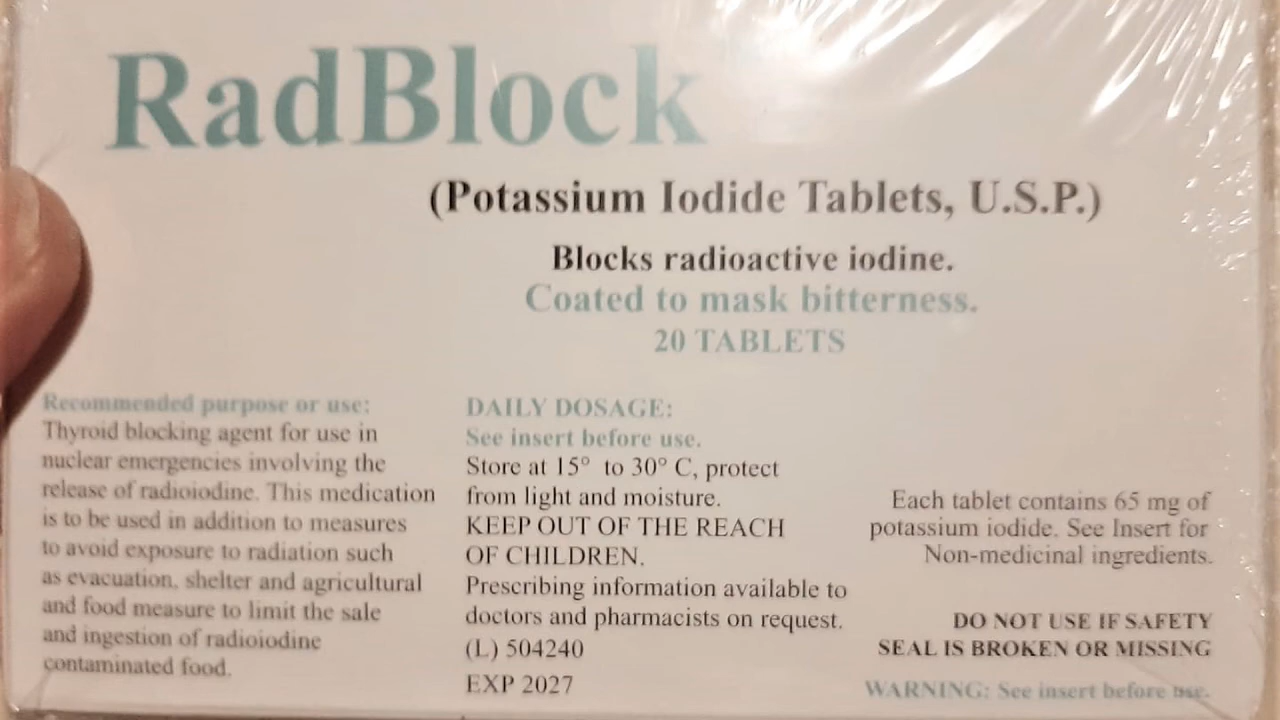 RadBlock
(Potassium Iodide Tablets, U.S.P.)
Blocks radioactive iodine.
Coated to mask bitterness.
20 TABLETS
Recommended purpose or use:
Thyroid blocking agent for use in
nuclear emergencies involving the
release of radioiodine. This medication
is to be used in addition to measures
to avoid exposure to radiation such
as evacuation, shelter and agricultural
and food measure to limit the sale
and ingestion of radioiodine
contaminated food.
DAILY DOSAGE:
See insert before use.
Store at 15° to 30° C, protect
from light and moisture.
KEEP OUT OF THE REACH
OF CHILDREN.
Prescribing information available to
doctors and pharmacists on request.
(L) 504240
EXP 2027
Each tablet contains 65 mg of
potassium iodide. See Insert for
Non-medicinal ingredients.
DO NOT USE IF SAFETY
SEAL IS BROKEN OR MISSING
WARNING: See insert before use.